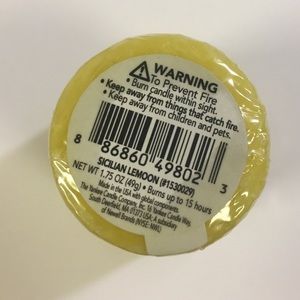 ⚠ WARNING
To Prevent Fire
• Burn candle within sight.
• Keep away from things that catch fire.
• Keep away from children and pets.
8 86860 49802 3
SICILIAN LEMOON (#1530029)
NET WT 1.75 OZ (49g) • Burns up to 15 hours
Made in the USA with global components.
The Yankee Candle Company, Inc. 16 Yankee Candle Way,
South Deerfield, MA 01373 USA. A subsidiary
of Newell Brands (NYSE: NWL)